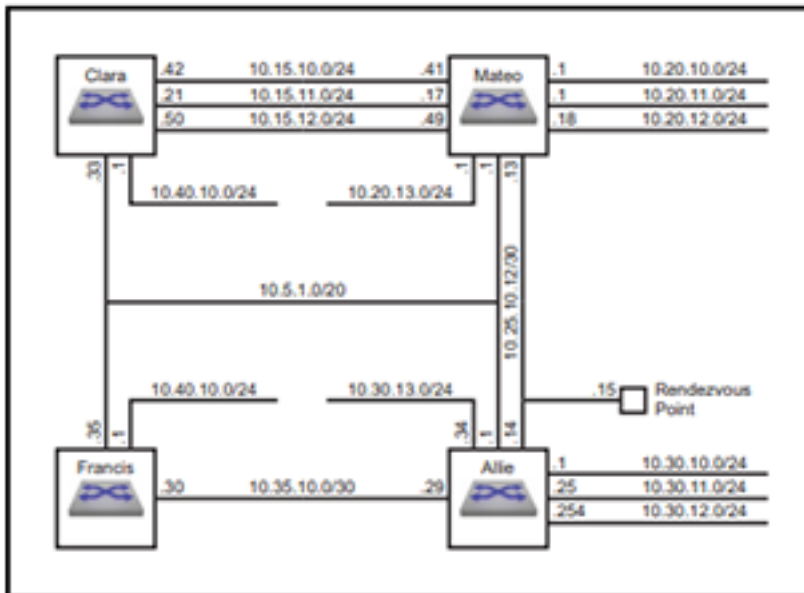 Clara
.42 10.15.10.0/24 .41
.21 10.15.11.0/24 .17
.50 10.15.12.0/24 .49
Mateo
.1 10.20.10.0/24
.1 10.20.11.0/24
.18 10.20.12.0/24
.33
.1
.1
.1
.13
10.40.10.0/24
10.20.13.0/24
10.25.10.12/30
10.5.1.0/20
10.40.10.0/24
10.30.13.0/24
.15
Rendezvous
Point
.35
.1
.34
.1
.14
Francis
.30 10.35.10.0/30 .29
Allie
.1 10.30.10.0/24
.25 10.30.11.0/24
.254 10.30.12.0/24